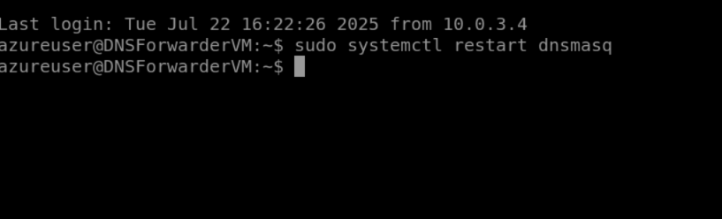 Last login: Tue Jul 22 16:22:26 2025 from 10.0.3.4
azureuser@DNSForwarderVM:~$ sudo systemctl restart dnsmasq
azureuser@DNSForwarderVM:~$